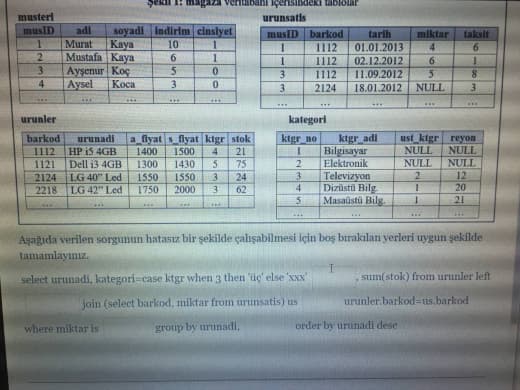 Şekil 1: magaza veritabanı içerisindeki tablolar
musteri
musID adi soyadi indirim cinsiyet
1 Murat Kaya 10 1
2 Mustafa Kaya 6 1
3 Ayşenur Koç 5 0
4 Aysel Koca 3 0
... ... ... ... ...
urunsatis
musID barkod tarih miktar taksit
1 1112 01.01.2013 4 6
1 1112 02.12.2012 6 1
3 1112 11.09.2012 5 8
3 2124 18.01.2012 NULL 3
... ... ... ... ...
urunler
barkod urunadi a_fiyat s_fiyat ktgr stok
1112 HP i5 4GB 1400 1500 4 21
1121 Dell i3 4GB 1300 1430 5 75
2124 LG 40" Led 1550 1550 3 24
2218 LG 42" Led 1750 2000 3 62
... ... ... ... ... ...
kategori
ktgr_no ktgr_adi ust_ktgr reyon
1 Bilgisayar NULL NULL
2 Elektronik NULL NULL
3 Televizyon 2 12
4 Dizüstü Bilg. 1 20
5 Masaüstü Bilg. 1 21
... ... ... ...
Aşağıda verilen sorgunun hatasız bir şekilde çalışabilmesi için boş bırakılan yerleri uygun şekilde
tamamlayınız.
select urunadi, kategori=case ktgr when 3 then 'üç' else 'xxx' , sum(stok) from urunler left
join (select barkod, miktar from urunsatis) us urunler.barkod=us.barkod
where miktar is group by urunadi, order by urunadi desc